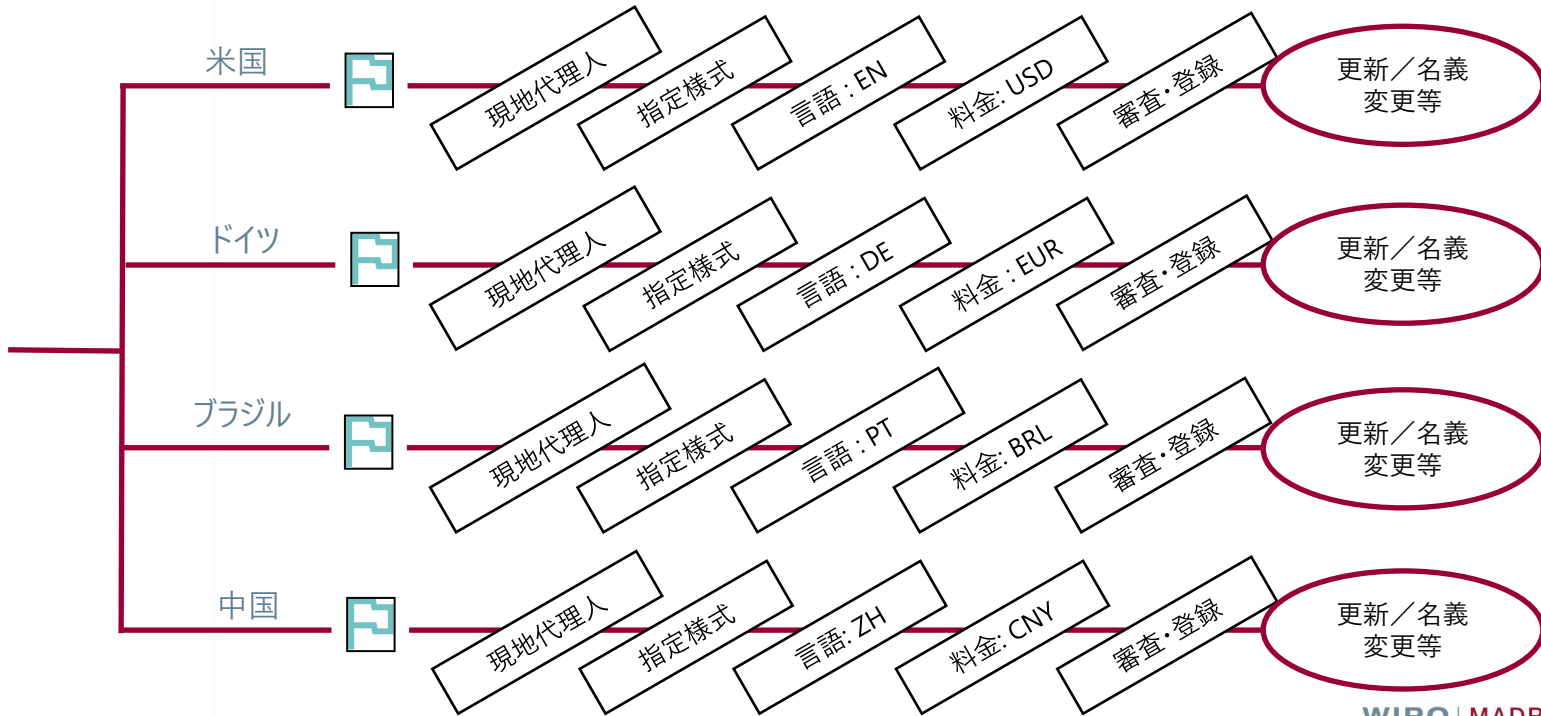 米国
現地代理人
指定様式
言語 : EN
料金: USD
審査・登録
更新／名義
変更等
ドイツ
現地代理人
指定様式
言語 : DE
料金 : EUR
審査・登録
更新／名義
変更等
ブラジル
現地代理人
指定様式
言語 : PT
料金: BRL
審査・登録
更新／名義
変更等
中国
現地代理人
指定様式
言語: ZH
料金: CNY
審査・登録
更新／名義
変更等